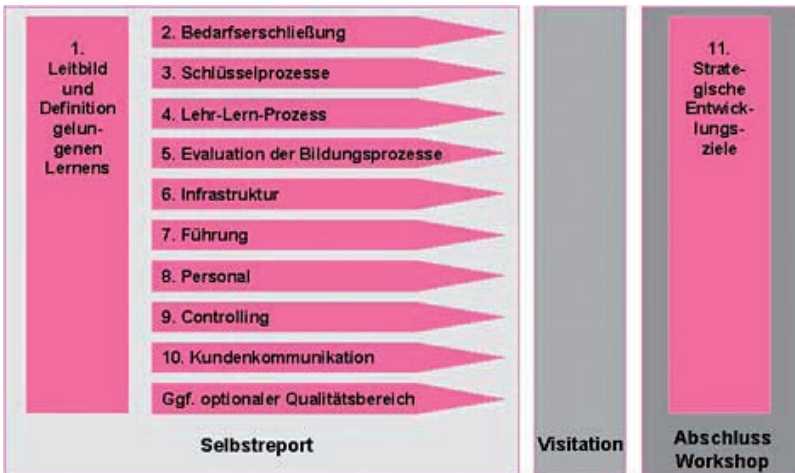 1.
Leitbild
und
Definition
gelun-
genen
Lernens
2. Bedarfserschließung
3. Schlüsselprozesse
4. Lehr-Lern-Prozess
5. Evaluation der Bildungsprozesse
6. Infrastruktur
7. Führung
8. Personal
9. Controlling
10. Kundenkommunikation
Ggf. optionaler Qualitätsbereich
Selbstreport
Visitation
11.
Strate-
gische
Entwick-
lungs-
ziele
Abschluss
Workshop